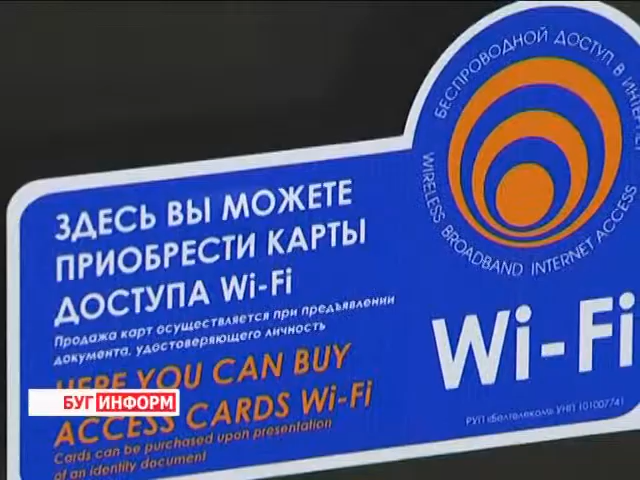 БЕСПРОВОДНОЙ ДОСТУП В ИНТЕРНЕТ
WIRELESS BROADBAND INTERNET ACCESS
ЗДЕСЬ ВЫ МОЖЕТЕ
ПРИОБРЕСТИ КАРТЫ
ДОСТУПА Wi-Fi
Продажа карт осуществляется при предъявлении
документа, удостоверяющего личность
HERE YOU CAN BUY
ACCESS CARDS Wi-Fi
Cards can be purchased upon presentation
of an identity document
Wi-Fi
РУП «Белтелеком» УНП 101007741
БУГИНФОРМ